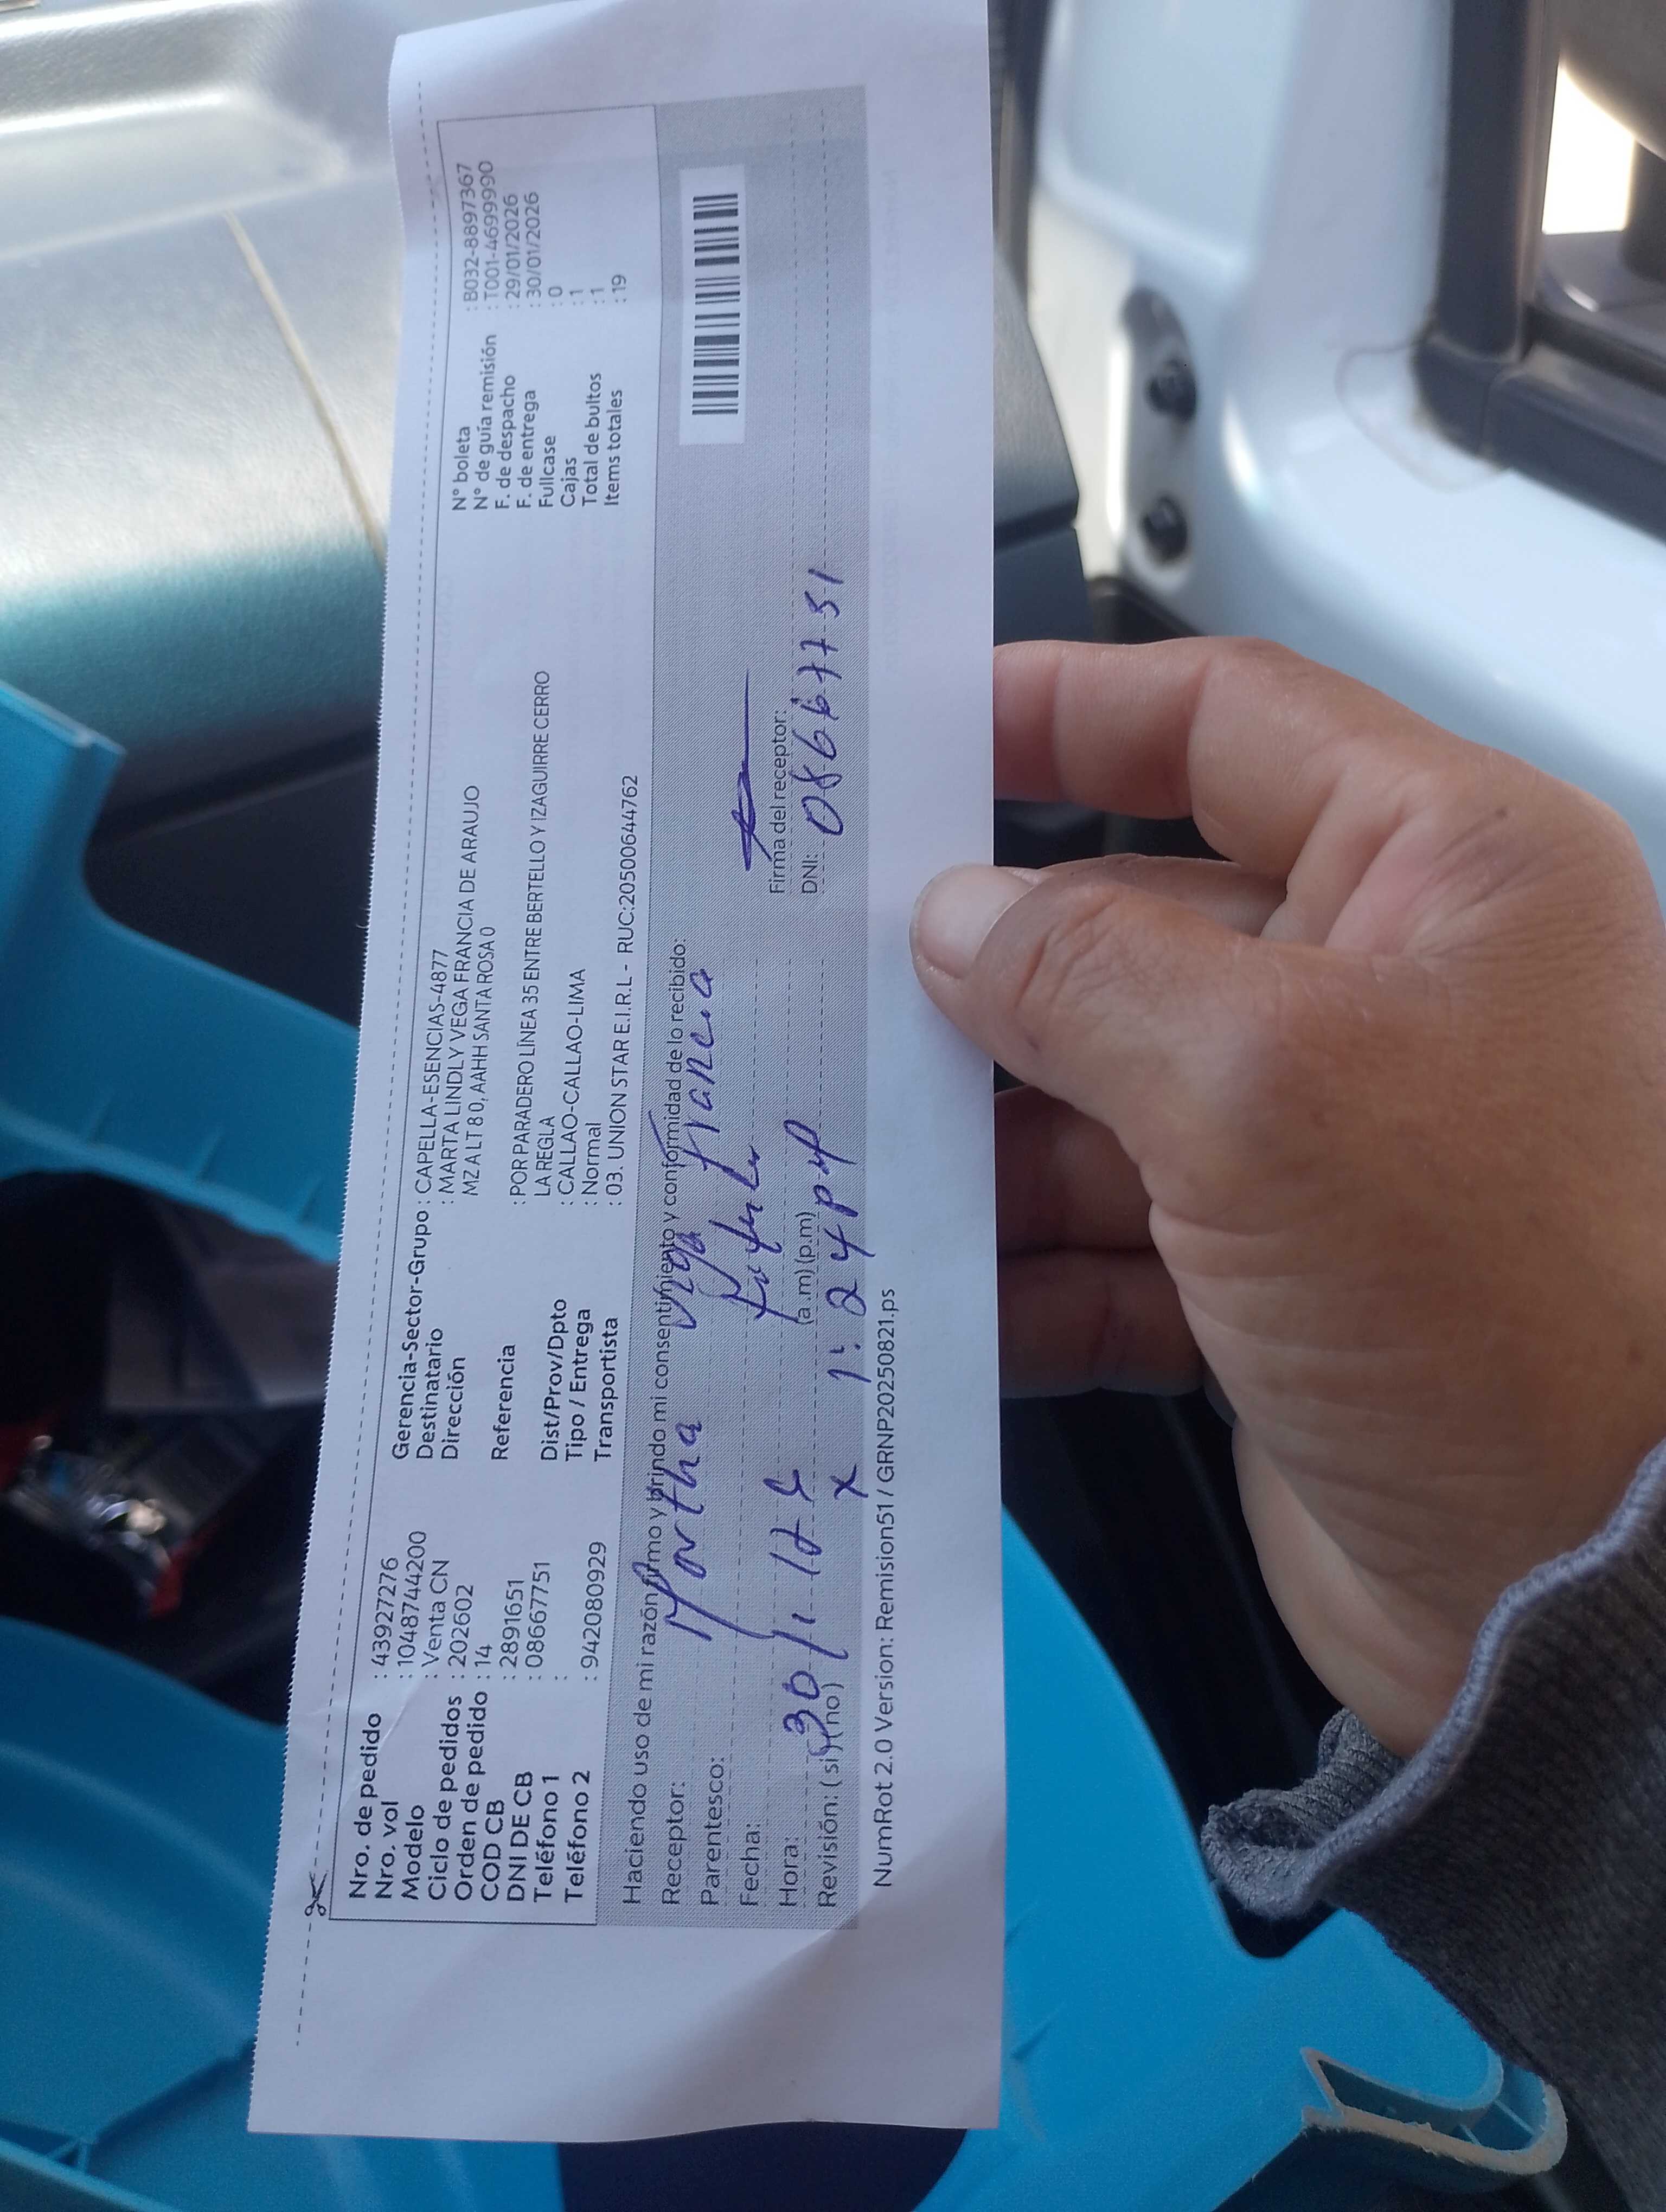 Nro. de pedido : 43927276
Nro. vol : 1048744200
Modelo : Venta CN
Ciclo de pedidos : 202602
Orden de pedido : 14
COD CB : 2891651
DNI DE CB : 08667751
Teléfono 1 :
Teléfono 2 : 942080929
Gerencia-Sector-Grupo : CAPELLA-ESENCIAS-4877
Destinatario : MARTA LINDLY VEGA FRANCIA DE ARAUJO
Dirección MZ A LT 8 0, AAHH SANTA ROSA 0
Referencia : POR PARADERO LÍNEA 35 ENTRE BERTELLO Y IZAGUIRRE CERRO
LA REGLA
Dist/Prov/Dpto : CALLAO-CALLAO-LIMA
Tipo / Entrega : Normal
Transportista : 03. UNION STAR E.I.R.L - RUC:20500644762
N° boleta : B032-8897367
N° de guía remisión : T001-4699990
F. de despacho : 29/01/2026
F. de entrega : 30/01/2026
Fullcase : 0
Cajas : 1
Total de bultos : 1
Items totales : 19
Haciendo uso de mi razón firmo y brindo mi consentimiento y conformidad de lo recibido:
Receptor: Martha Vega Francia
Parentesco:
Fecha: 30/1
Hora: (a.m) (p.m)
Revisión: (si) (no) x 1:24 pm
Firma del receptor:
DNI: 08667751
NumRot 2.0 Version: Remision51 / GRNP20250821.ps